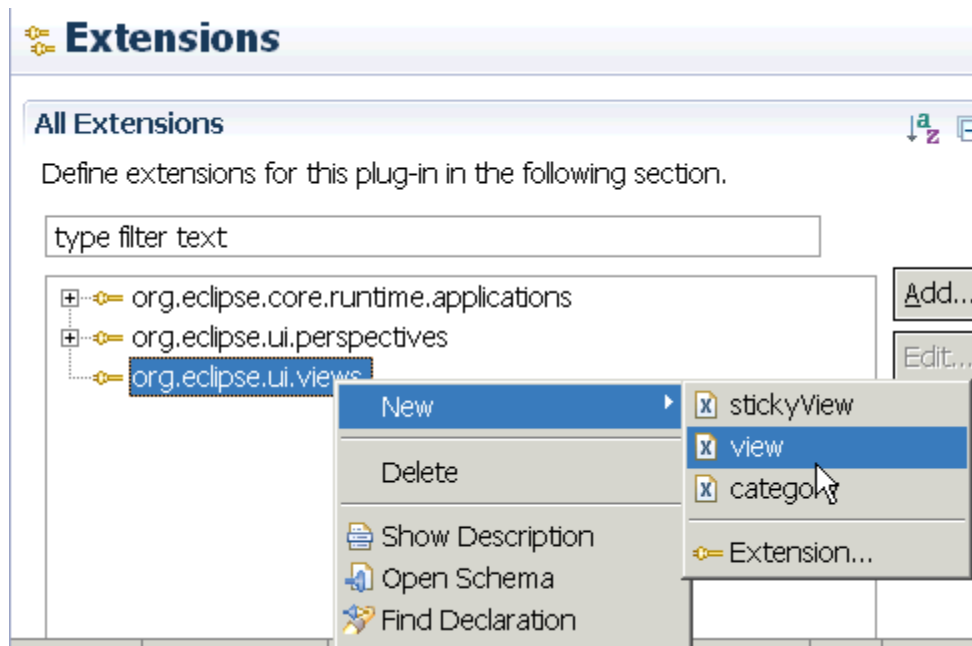 Extensions
All Extensions
Define extensions for this plug-in in the following section.
type filter text
org.eclipse.core.runtime.applications
Add...
org.eclipse.ui.perspectives
Edit...
org.eclipse.ui.views
New
stickyView
view
Delete
category
Show Description
Extension...
Open Schema
Find Declaration